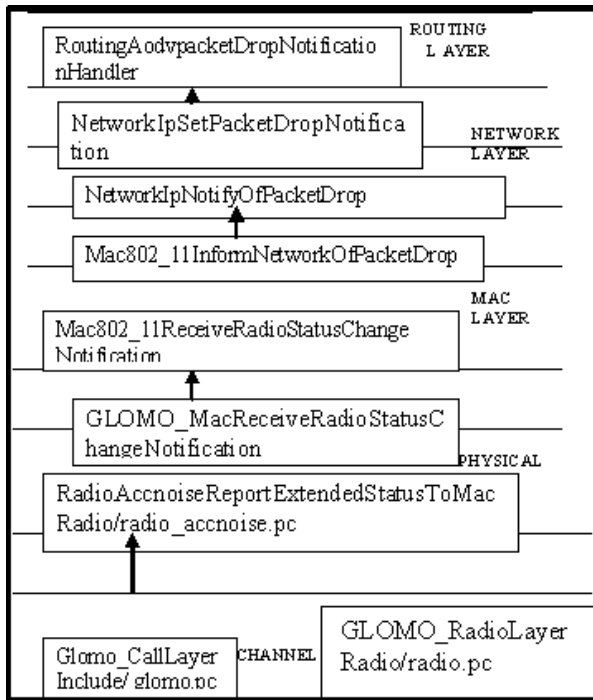 ROUTING
LAYER
RoutingAodvpacketDropNotificatio
nHandler
NetworkIpSetPacketDropNotifica
tion
NETWORK
LAYER
NetworkIpNotifyOfPacketDrop
Mac802_11InformNetworkOfPacketDrop
MAC
LAYER
Mac802_11ReceiveRadioStatusChange
Notification
GLOMO_MacReceiveRadioStatusC
hangeNotification
PHYSICAL
RadioAccnoiseReportExtendedStatusToMac
Radio/radio_accnoise.pc
GLOMO_RadioLayer
Radio/radio.pc
Glomo_CallLayer
Include/ glomo.pc
CHANNEL